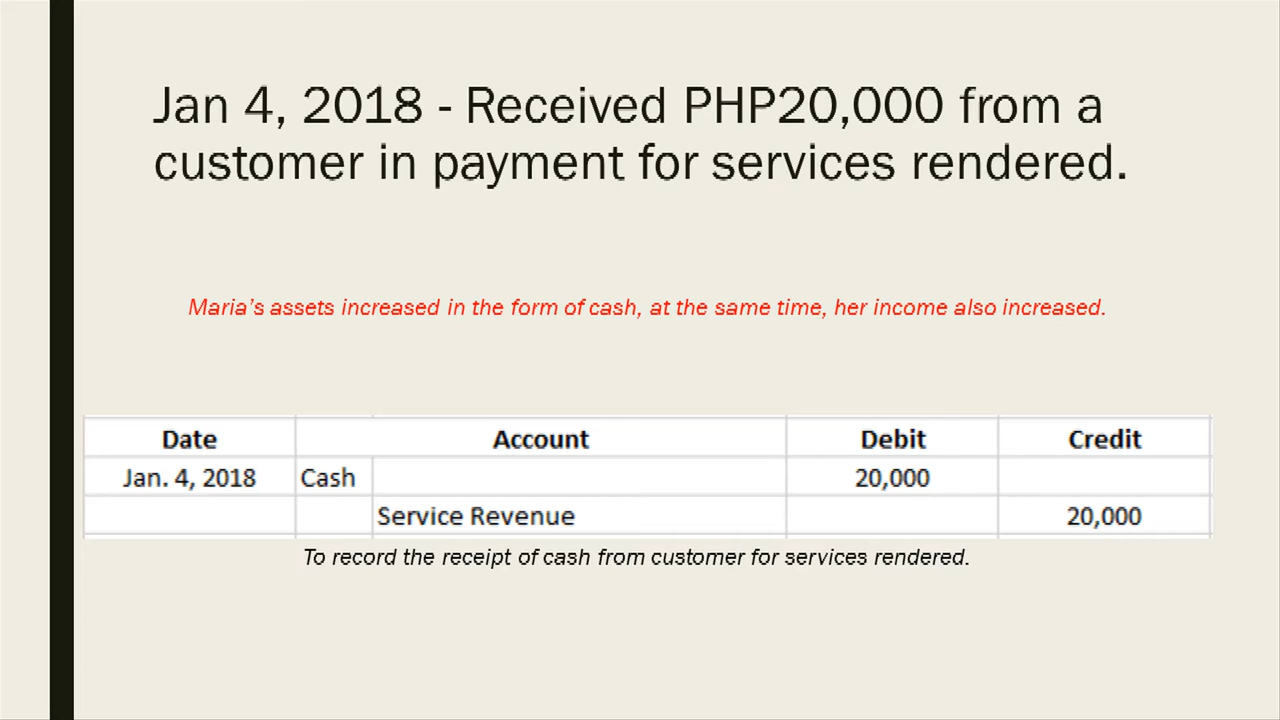 Jan 4, 2018 - Received PHP20,000 from a
customer in payment for services rendered.
Maria's assets increased in the form of cash, at the same time, her income also increased.
Date Account Debit Credit
Jan. 4, 2018 Cash 20,000
Service Revenue 20,000
To record the receipt of cash from customer for services rendered.